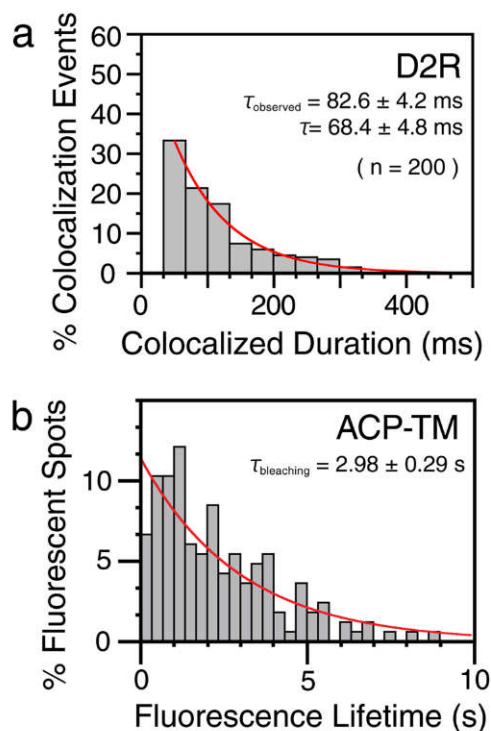 a
D2R
τobserved = 82.6 ± 4.2 ms
τ= 68.4 ± 4.8 ms
( n = 200 )
% Colocalization Events
60
50
40
30
20
10
0
0 200 400
Colocalized Duration (ms)
b
ACP-TM
τbleaching = 2.98 ± 0.29 s
% Fluorescent Spots
10
5
0
0 5 10
Fluorescence Lifetime (s)